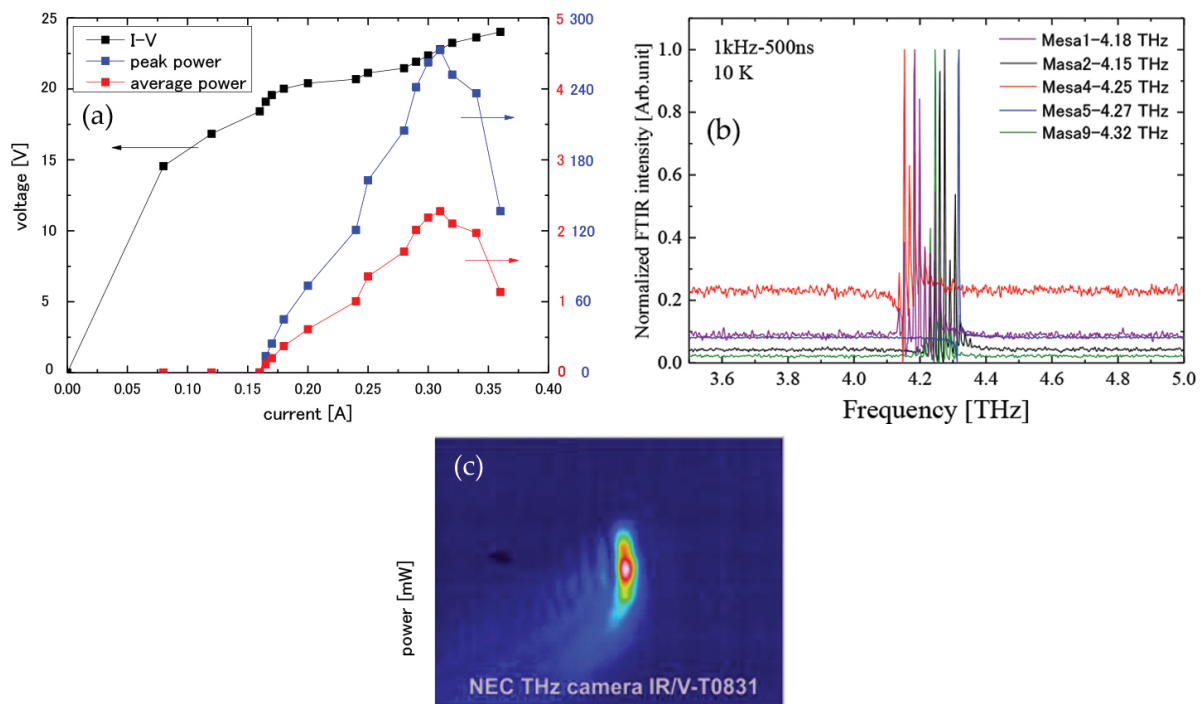 I-V
peak power
average power
(a)
voltage [V]
25
20
15
10
5
0
0.00 0.05 0.10 0.15 0.20 0.25 0.30 0.35 0.40
current [A]
5
4
3
2
1
0
300
240
180
120
60
0
(b)
1kHz-500ns
10 K
Mesa1-4.18 THz
Masa2-4.15 THz
Mesa4-4.25 THz
Mesa5-4.27 THz
Masa9-4.32 THz
Normalized FTIR intensity [Arb.unit]
1.0
0.8
0.6
0.4
0.2
0.0
3.6 3.8 4.0 4.2 4.4 4.6 4.8 5.0
Frequency [THz]
(c)
power [mW]
NEC THz camera IR/V-T0831